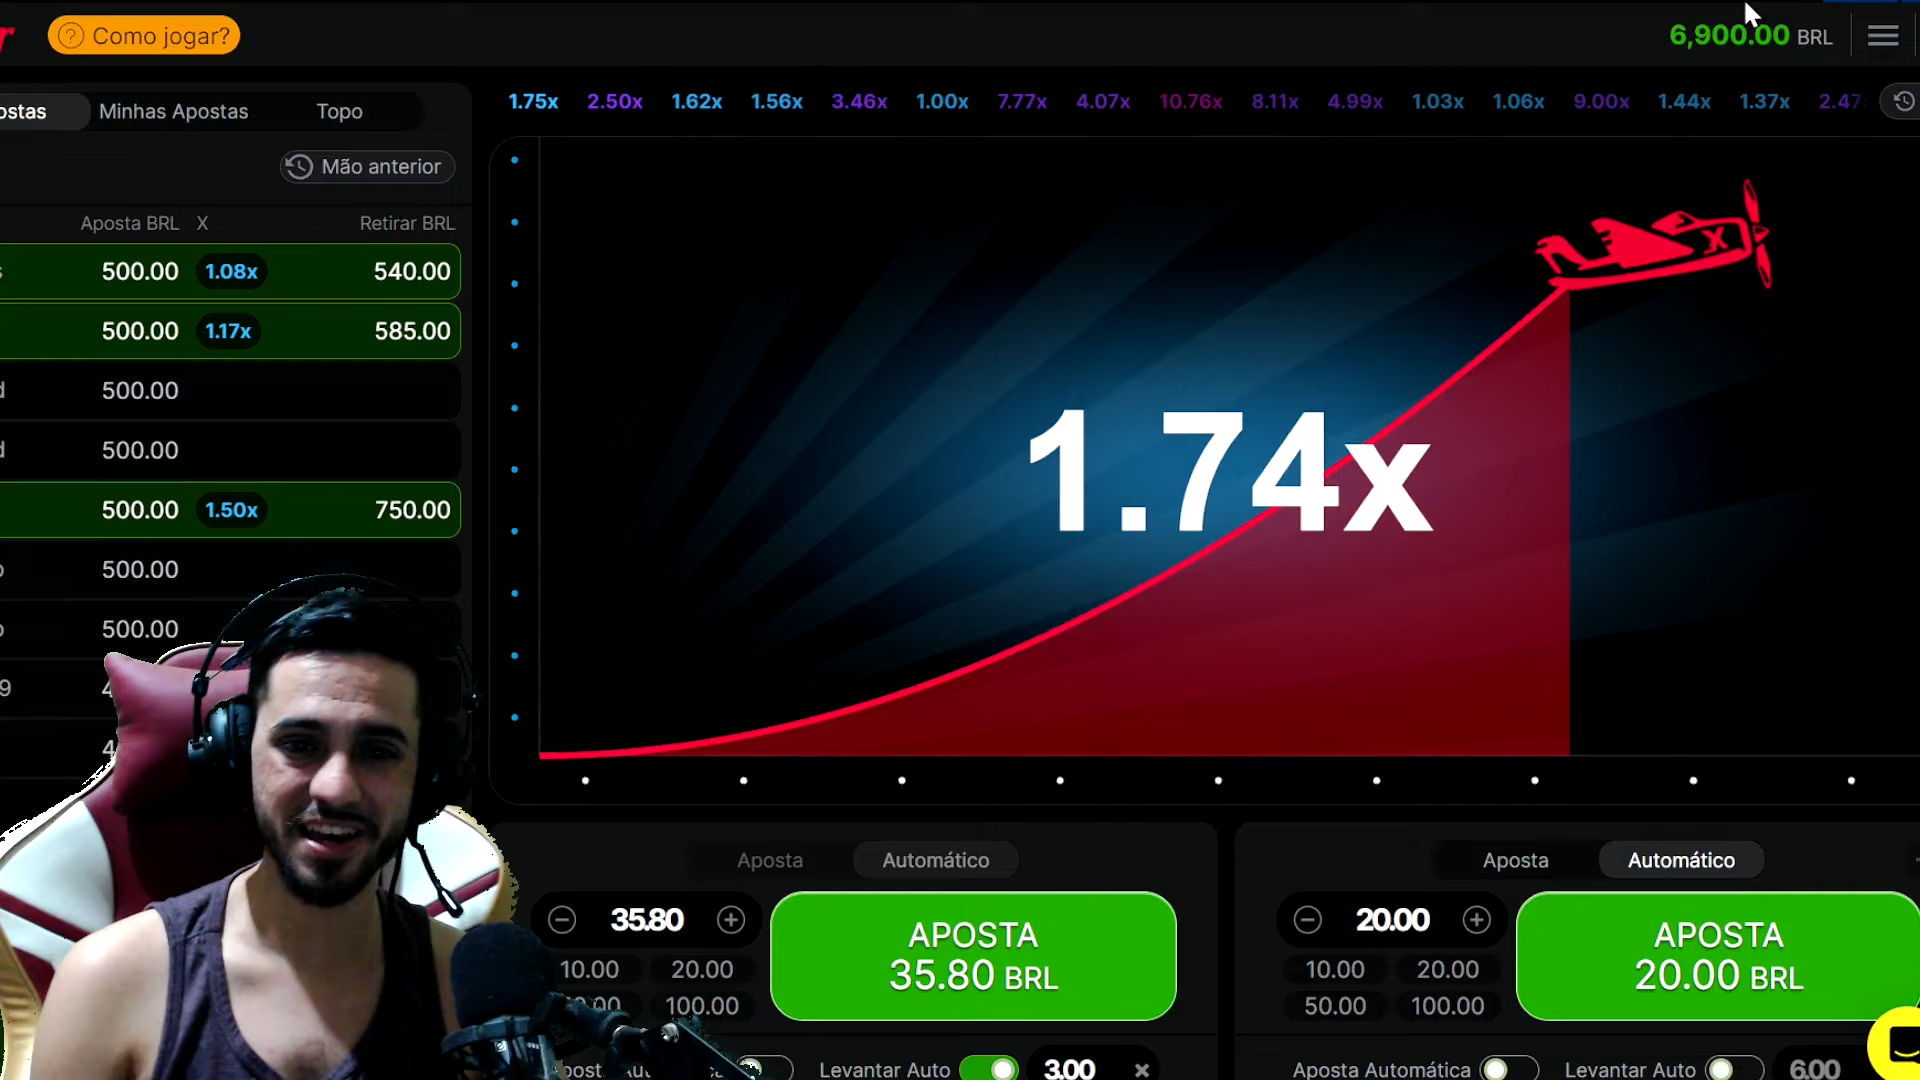 r
Como jogar?
6,900.00 BRL
ostas
Minhas Apostas
Topo
1.75x 2.50x 1.62x 1.56x 3.46x 1.00x 7.77x 4.07x 10.76x 8.11x 4.99x 1.03x 1.06x 9.00x 1.44x 1.37x 2.47
Mão anterior
Aposta BRL X Retirar BRL
s 500.00 1.08x 540.00
500.00 1.17x 585.00
d 500.00
d 500.00
500.00 1.50x 750.00
o 500.00
o 500.00
9 4
4
X
1.74x
Aposta Automático
35.80
10.00 20.00
100.00
APOSTA
35.80 BRL
Levantar Auto 3.00
Aposta Automático
20.00
10.00 20.00
50.00 100.00
APOSTA
20.00 BRL
Aposta Automática Levantar Auto 6.00